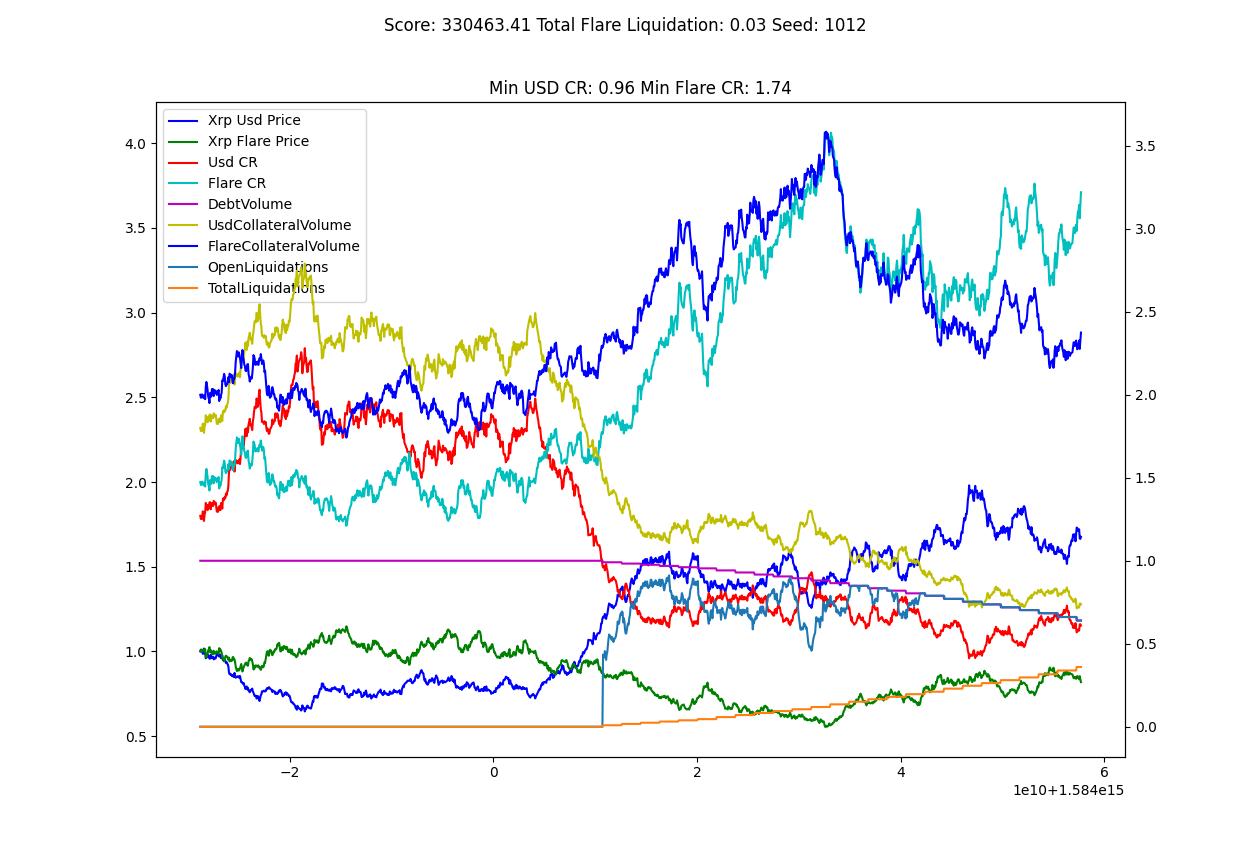 Score: 330463.41 Total Flare Liquidation: 0.03 Seed: 1012
Min USD CR: 0.96 Min Flare CR: 1.74
Xrp Usd Price
Xrp Flare Price
Usd CR
Flare CR
DebtVolume
UsdCollateralVolume
FlareCollateralVolume
OpenLiquidations
TotalLiquidations
4.0
3.5
3.0
2.5
2.0
1.5
1.0
0.5
3.5
3.0
2.5
2.0
1.5
1.0
0.5
0.0
−2 0 2 4 6
1e10+1.584e15